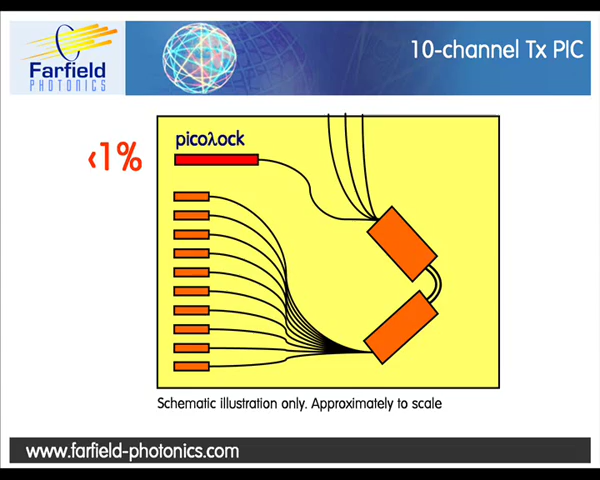 Farfield
PHOTONICS
10-channel Tx PIC
<1%
picoλock
Schematic illustration only. Approximately to scale
www.farfield-photonics.com